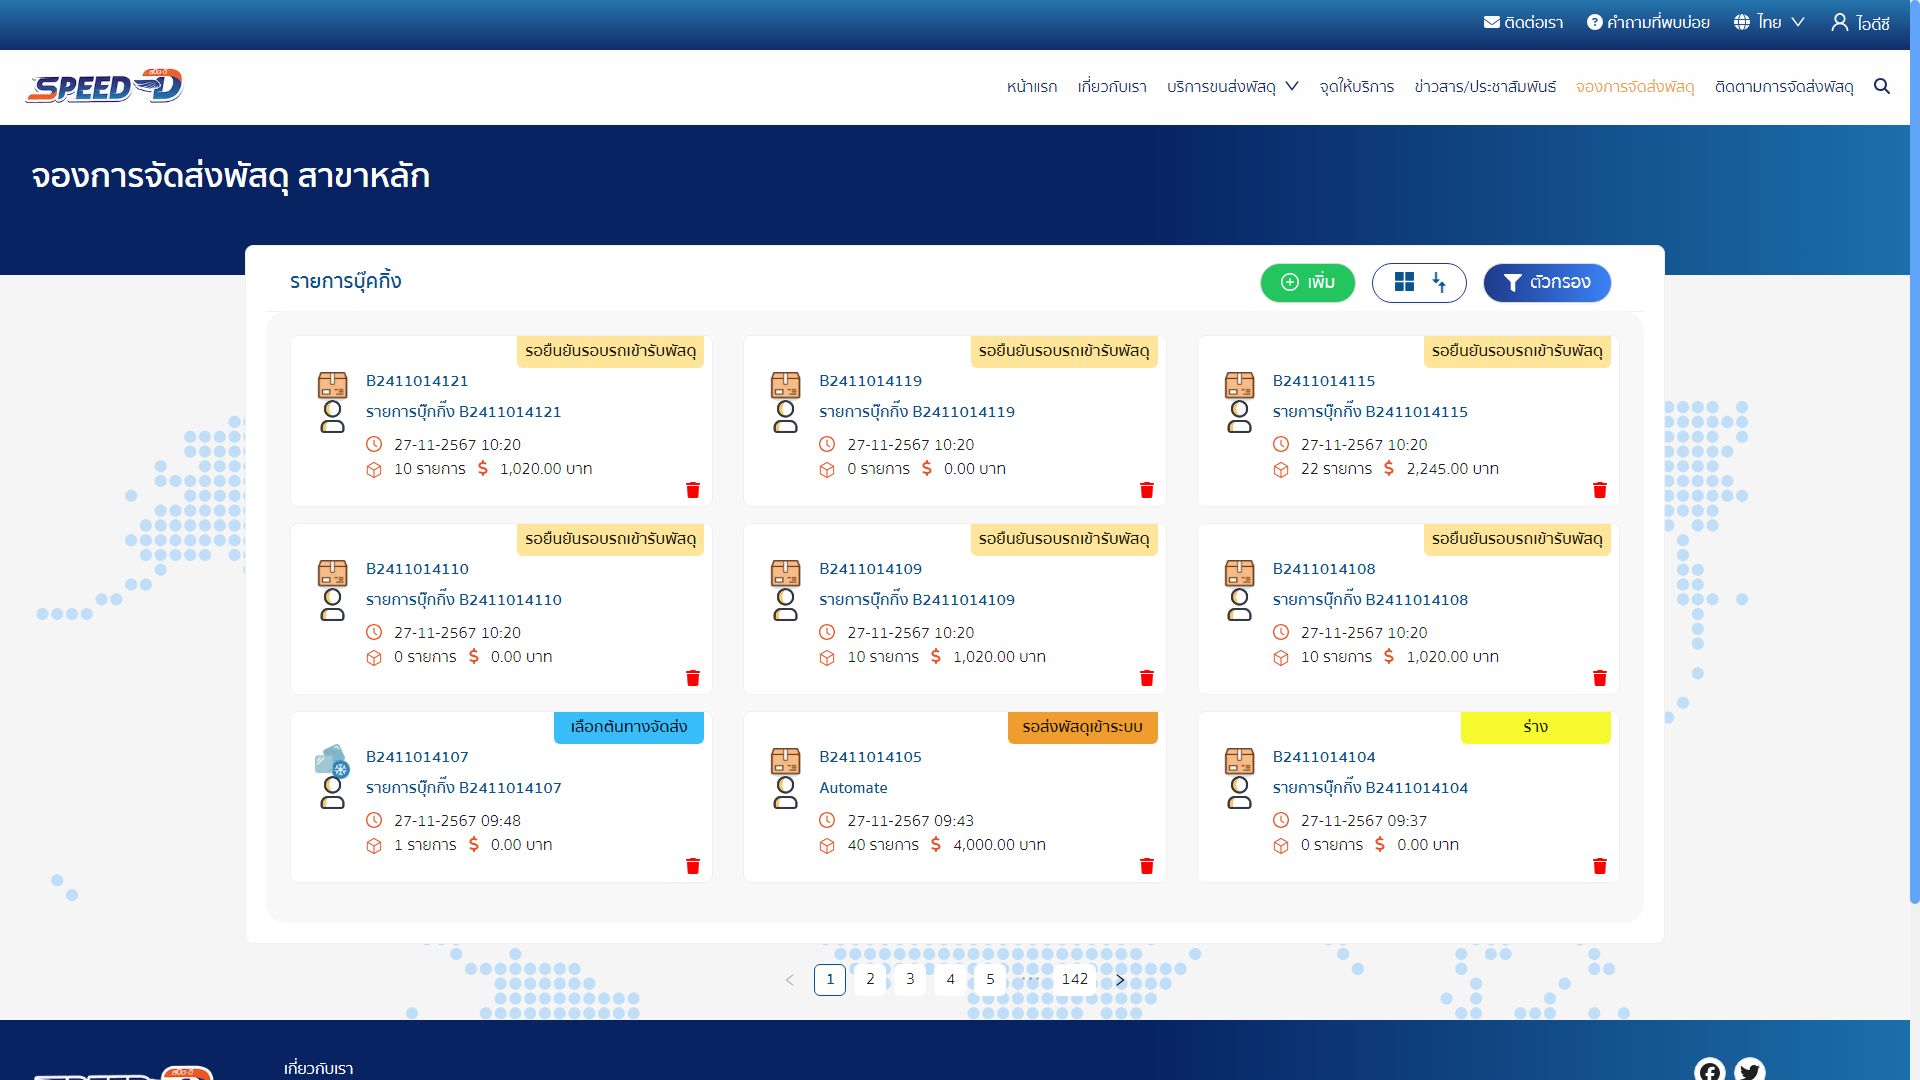 ติดต่อเรา คำถามที่พบบ่อย ไทย ไอดีซี
SPEED-D สปีด-ดี
หน้าแรก เกี่ยวกับเรา บริการขนส่งพัสดุ จุดให้บริการ ข่าวสาร/ประชาสัมพันธ์ จองการจัดส่งพัสดุ ติดตามการจัดส่งพัสดุ
จองการจัดส่งพัสดุ สาขาหลัก
รายการบุ๊คกิ้ง เพิ่ม ตัวกรอง
รอยืนยันรอบรถเข้ารับพัสดุ รอยืนยันรอบรถเข้ารับพัสดุ รอยืนยันรอบรถเข้ารับพัสดุ
B2411014121 B2411014119 B2411014115
รายการบุ๊กกิ๊ง B2411014121 รายการบุ๊กกิ๊ง B2411014119 รายการบุ๊กกิ๊ง B2411014115
27-11-2567 10:20 27-11-2567 10:20 27-11-2567 10:20
10 รายการ $ 1,020.00 บาท 0 รายการ $ 0.00 บาท 22 รายการ $ 2,245.00 บาท
รอยืนยันรอบรถเข้ารับพัสดุ รอยืนยันรอบรถเข้ารับพัสดุ รอยืนยันรอบรถเข้ารับพัสดุ
B2411014110 B2411014109 B2411014108
รายการบุ๊กกิ๊ง B2411014110 รายการบุ๊กกิ๊ง B2411014109 รายการบุ๊กกิ๊ง B2411014108
27-11-2567 10:20 27-11-2567 10:20 27-11-2567 10:20
0 รายการ $ 0.00 บาท 10 รายการ $ 1,020.00 บาท 10 รายการ $ 1,020.00 บาท
เลือกต้นทางจัดส่ง รอส่งพัสดุเข้าระบบ ร่าง
B2411014107 B2411014105 B2411014104
รายการบุ๊กกิ๊ง B2411014107 Automate รายการบุ๊กกิ๊ง B2411014104
27-11-2567 09:48 27-11-2567 09:43 27-11-2567 09:37
1 รายการ $ 0.00 บาท 40 รายการ $ 4,000.00 บาท 0 รายการ $ 0.00 บาท
1 2 3 4 5 ••• 142
เกี่ยวกับเรา